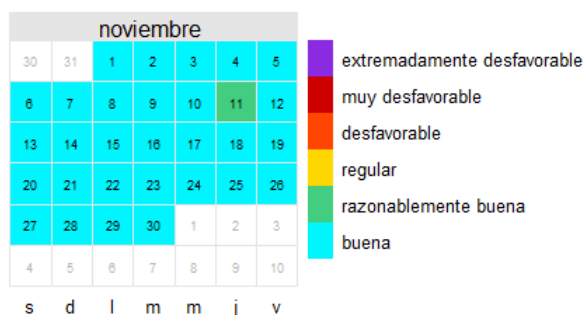 noviembre
30 31 1 2 3 4 5
6 7 8 9 10 11 12
13 14 15 16 17 18 19
20 21 22 23 24 25 26
27 28 29 30 1 2 3
4 5 6 7 8 9 10
s d l m m j v
extremadamente desfavorable
muy desfavorable
desfavorable
regular
razonablemente buena
buena